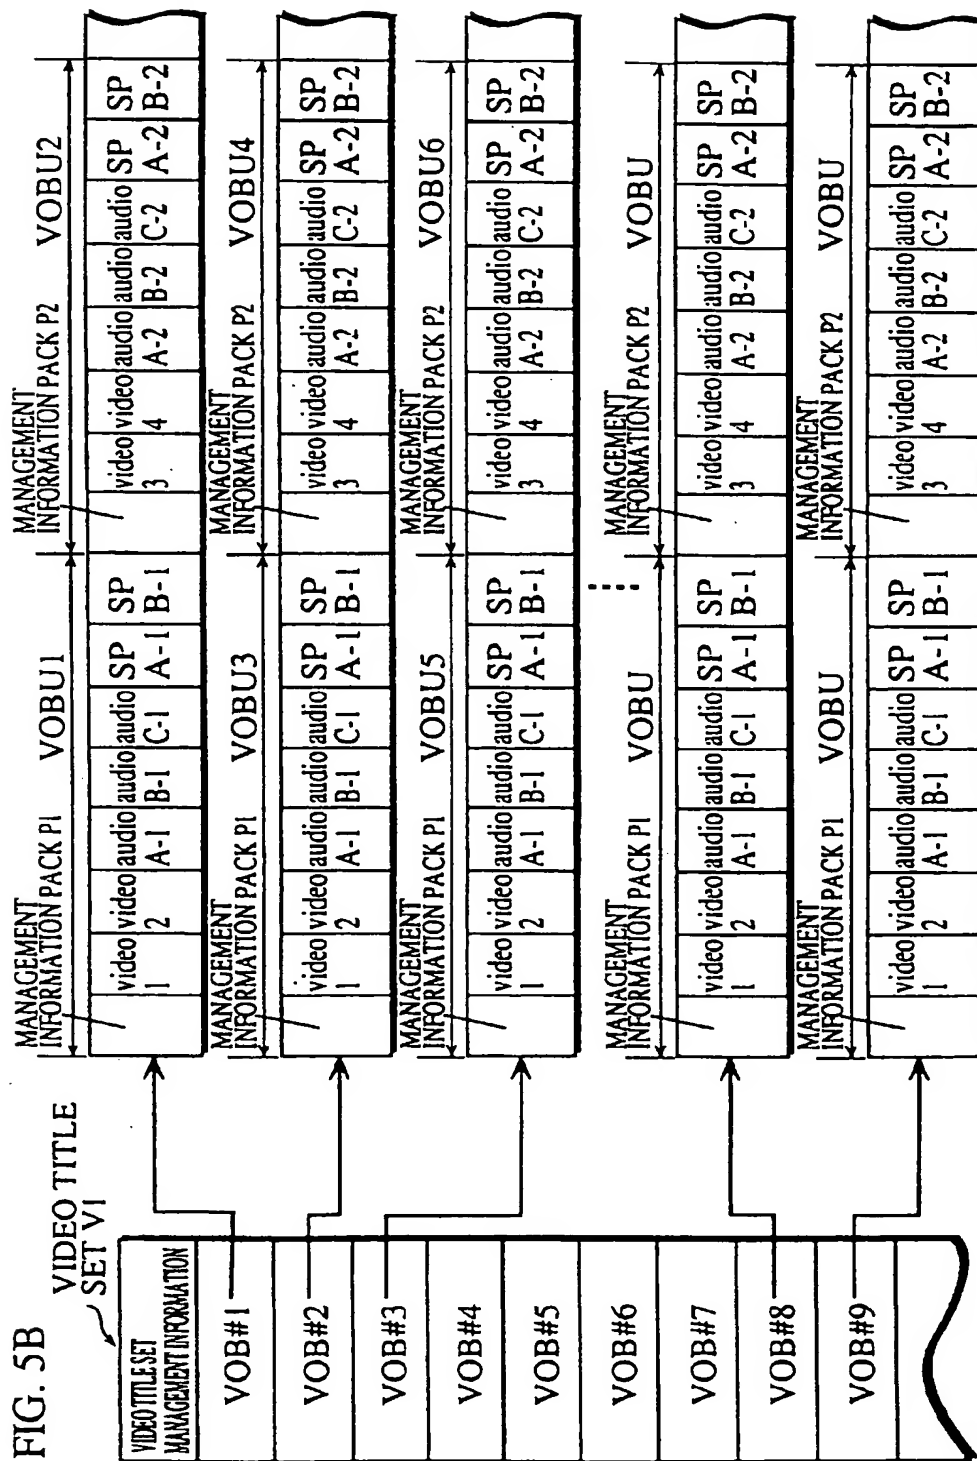 FIG. 5B
VIDEO TITLE
SET V1
VIDEO TITLE SET
MANAGEMENT INFORMATION
VOB#1
VOB#2
VOB#3
VOB#4
VOB#5
VOB#6
VOB#7
VOB#8
VOB#9
MANAGEMENT
INFORMATION PACK P1
VOBU1
MANAGEMENT
INFORMATION PACK P2
VOBU2
video video audio audio audio SP SP video video audio audio audio SP SP
1 2 A-1 B-1 C-1 A-1 B-1 3 4 A-2 B-2 C-2 A-2 B-2
MANAGEMENT
INFORMATION PACK P1
VOBU3
MANAGEMENT
INFORMATION PACK P2
VOBU4
video video audio audio audio SP SP video video audio audio audio SP SP
1 2 A-1 B-1 C-1 A-1 B-1 3 4 A-2 B-2 C-2 A-2 B-2
MANAGEMENT
INFORMATION PACK P1
VOBU5
MANAGEMENT
INFORMATION PACK P2
VOBU6
video video audio audio audio SP SP video video audio audio audio SP SP
1 2 A-1 B-1 C-1 A-1 B-1 3 4 A-2 B-2 C-2 A-2 B-2
MANAGEMENT
INFORMATION PACK P1
VOBU
MANAGEMENT
INFORMATION PACK P2
VOBU
video video audio audio audio SP SP video video audio audio audio SP SP
1 2 A-1 B-1 C-1 A-1 B-1 3 4 A-2 B-2 C-2 A-2 B-2
MANAGEMENT
INFORMATION PACK P1
VOBU
MANAGEMENT
INFORMATION PACK P2
VOBU
video video audio audio audio SP SP video video audio audio audio SP SP
1 2 A-1 B-1 C-1 A-1 B-1 3 4 A-2 B-2 C-2 A-2 B-2